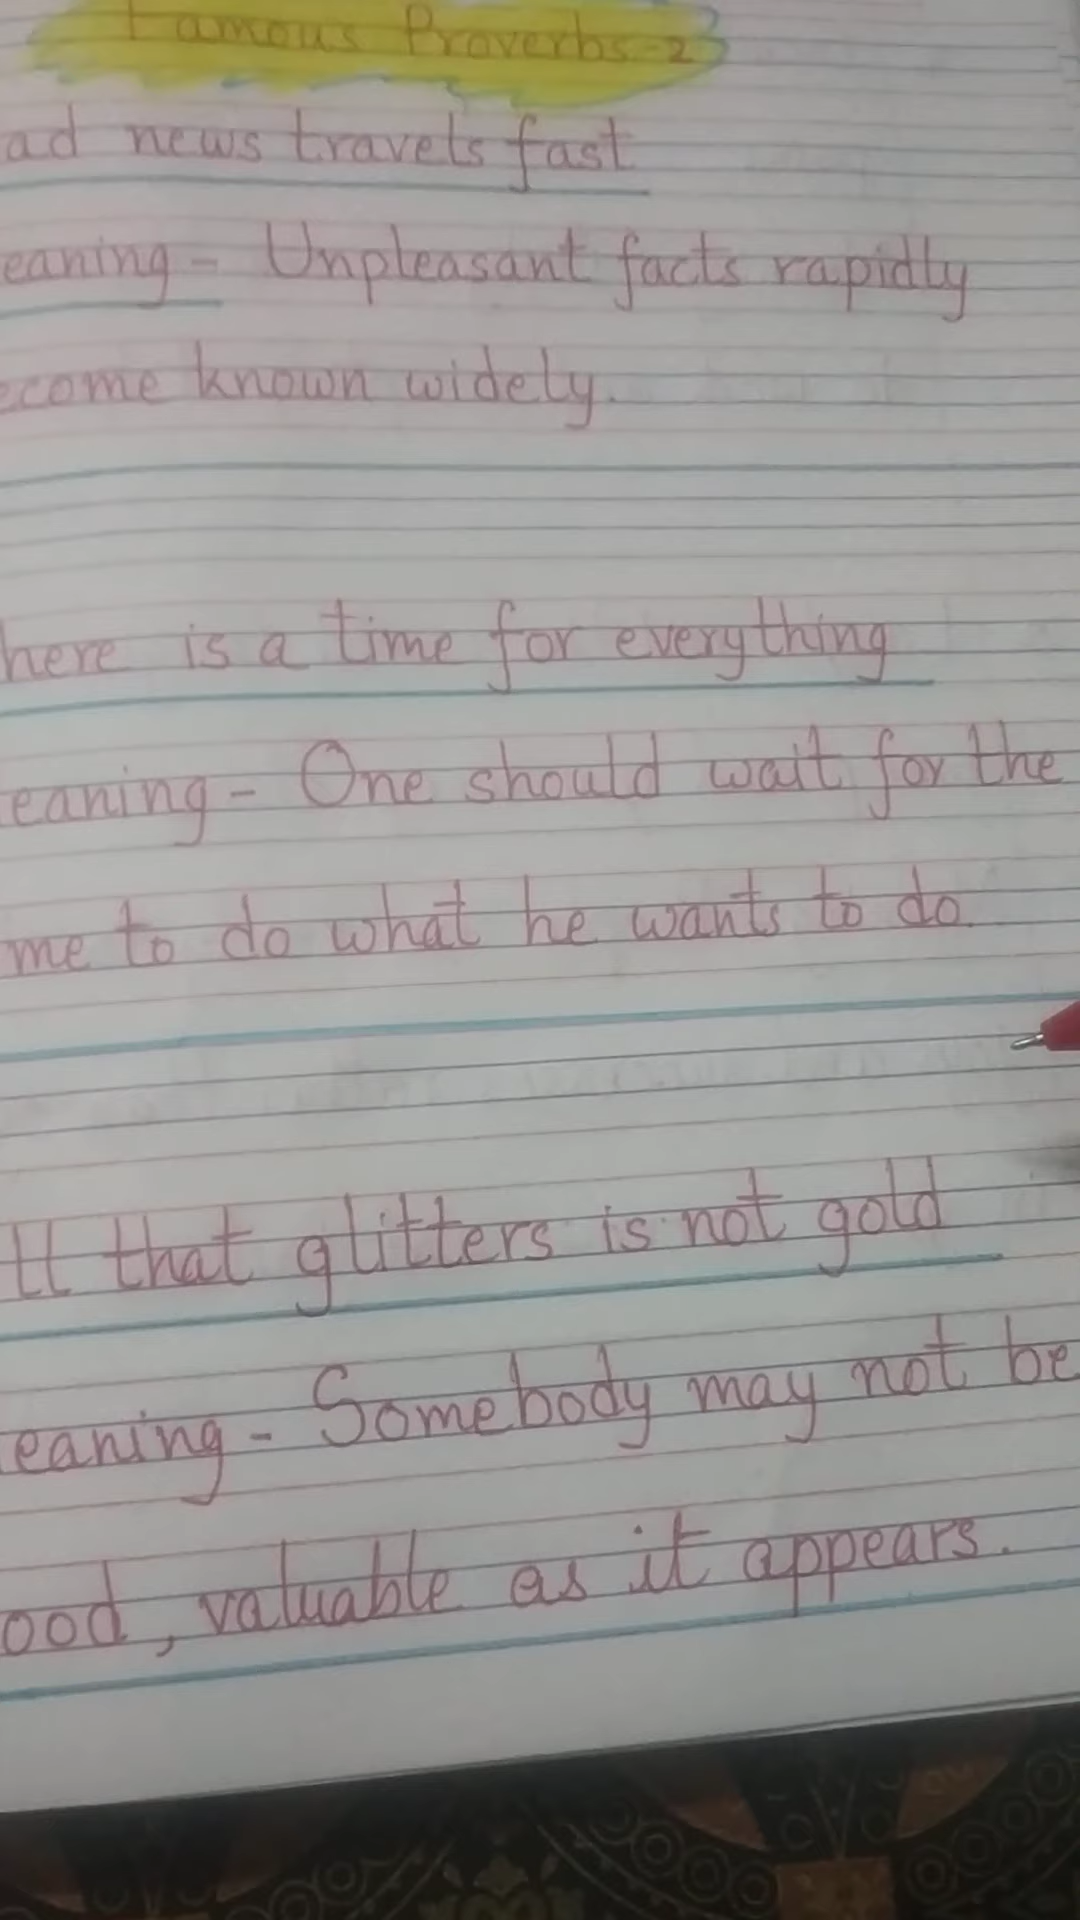 Famous Proverbs-2
ad news travels fast
eaning - Unpleasant facts rapidly
ecome known widely.
here is a time for everything
eaning - One should wait for the
me to do what he wants to do.
ll that glitters is not gold
eaning - Somebody may not be
ood, valuable as it appears.